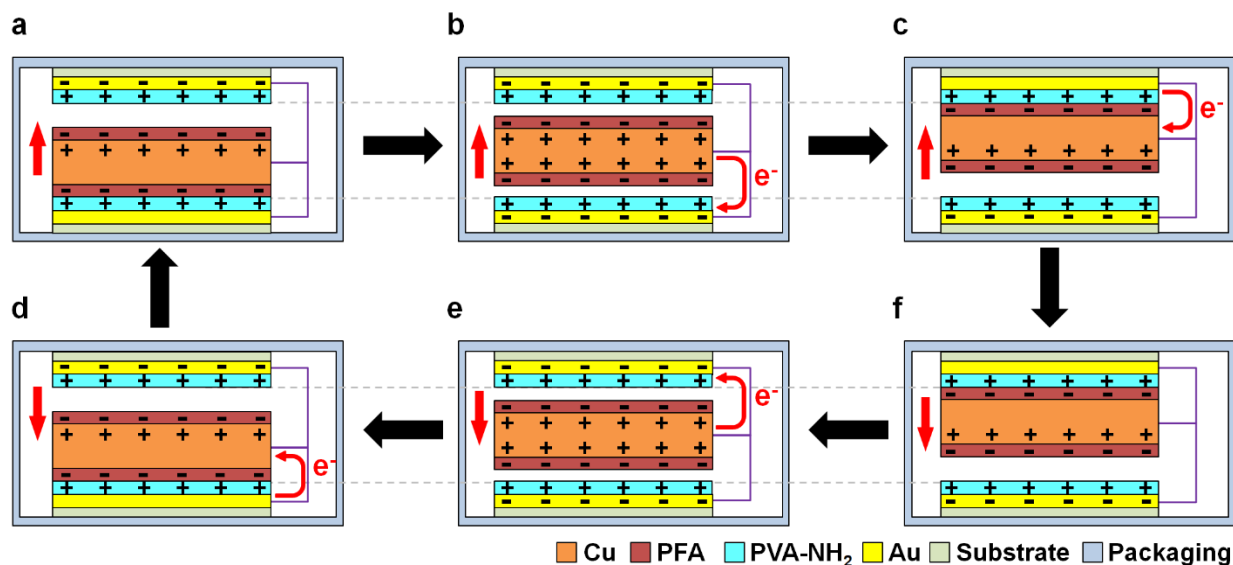 a b c
e⁻ e⁻
d e f
e⁻ e⁻
Cu PFA PVA-NH₂ Au Substrate Packaging